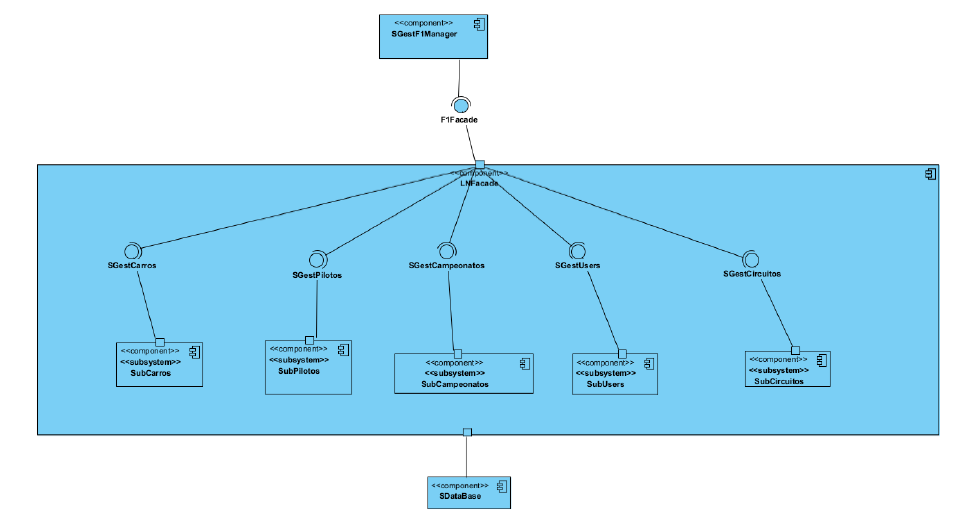 <<component>>
SGestF1Manager
F1Facade
<<component>>
LNFacade
SGestCarros
SGestPilotos
SGestCampeonatos
SGestUsers
SGestCircuitos
<<component>>
<<subsystem>>
SubCarros
<<component>>
<<subsystem>>
SubPilotos
<<component>>
<<subsystem>>
SubCampeonatos
<<component>>
<<subsystem>>
SubUsers
<<component>>
<<subsystem>>
SubCircuitos
<<component>>
SDataBase